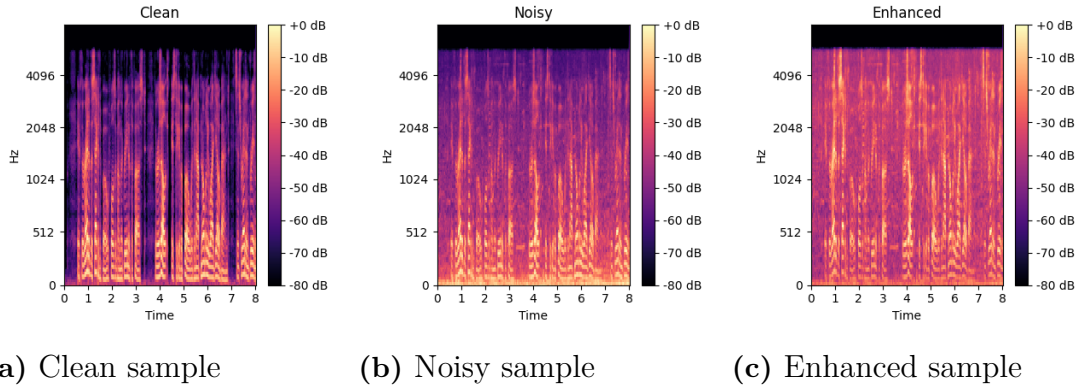 Clean
Noisy
Enhanced
+0 dB
-10 dB
-20 dB
-30 dB
-40 dB
-50 dB
-60 dB
-70 dB
-80 dB
+0 dB
-10 dB
-20 dB
-30 dB
-40 dB
-50 dB
-60 dB
-70 dB
-80 dB
+0 dB
-10 dB
-20 dB
-30 dB
-40 dB
-50 dB
-60 dB
-70 dB
-80 dB
4096
2048
1024
512
0
Hz
4096
2048
1024
512
0
Hz
4096
2048
1024
512
0
Hz
0 1 2 3 4 5 6 7 8
0 1 2 3 4 5 6 7 8
0 1 2 3 4 5 6 7 8
Time
Time
Time
a) Clean sample
(b) Noisy sample
(c) Enhanced sample